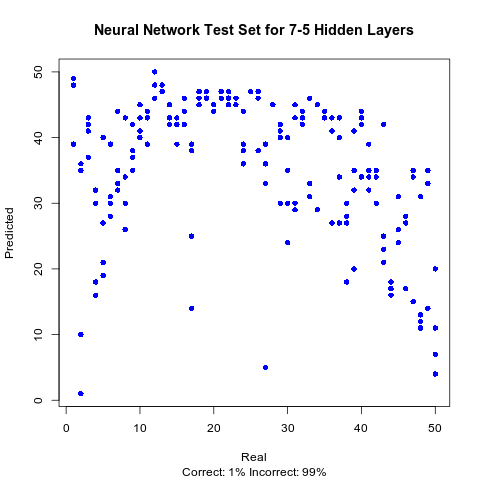 Neural Network Test Set for 7-5 Hidden Layers
50
40
30
20
10
0
Predicted
0 10 20 30 40 50
Real
Correct: 1% Incorrect: 99%